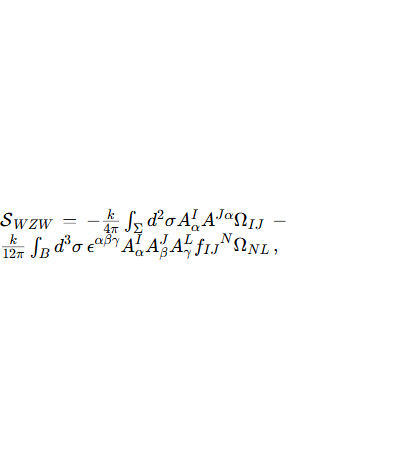 $\mathcal{S}_{WZW} \, = \, -\frac{k}{4\pi} \int_{\Sigma} d^2\sigma A^I_{\alpha} A^{J\alpha} \Omega_{IJ} \, -$
$\frac{k}{12\pi} \int_{B} d^3\sigma \, \epsilon^{\alpha\beta\gamma} A^I_{\alpha} A^J_{\beta} A^L_{\gamma} {f_{IJ}}^N \Omega_{NL} \, ,$